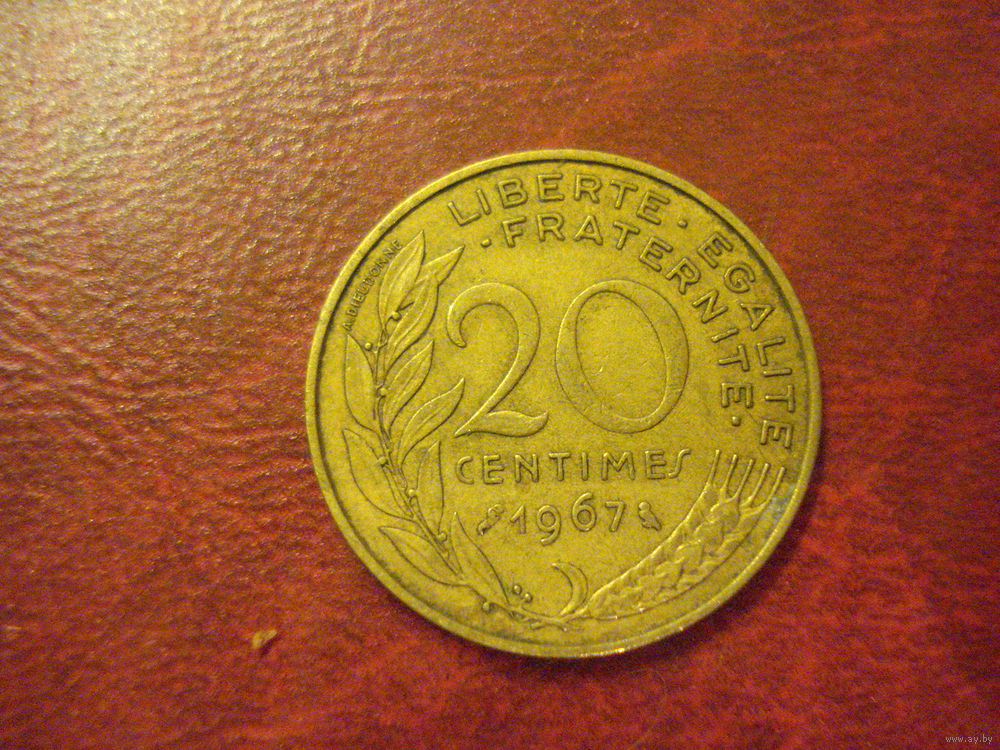 LIBERTE · EGALITE
· FRATERNITE ·
A. DIEUDONNE
20
CENTIMES
1967
www.ay.by